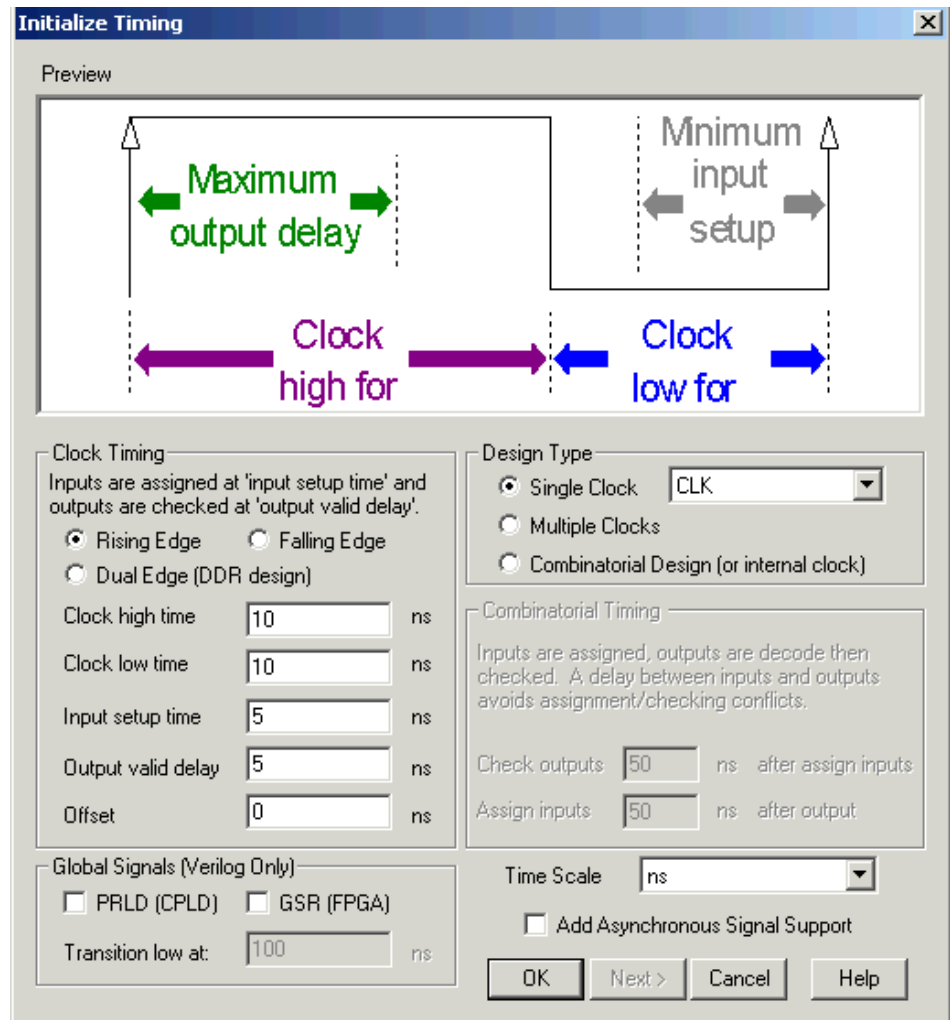 Initialize Timing
Preview
Maximum
output delay
Minimum
input
setup
Clock
high for
Clock
low for
Clock Timing
Inputs are assigned at 'input setup time' and
outputs are checked at 'output valid delay'.
Rising Edge Falling Edge
Dual Edge (DDR design)
Clock high time 10 ns
Clock low time 10 ns
Input setup time 5 ns
Output valid delay 5 ns
Offset 0 ns
Global Signals (Verilog Only)
PRLD (CPLD) GSR (FPGA)
Transition low at: 100 ns
Design Type
Single Clock CLK
Multiple Clocks
Combinatorial Design (or internal clock)
Combinatorial Timing
Inputs are assigned, outputs are decode then
checked. A delay between inputs and outputs
avoids assignment/checking conflicts.
Check outputs 50 ns after assign inputs
Assign inputs 50 ns after output
Time Scale ns
Add Asynchronous Signal Support
OK Next > Cancel Help